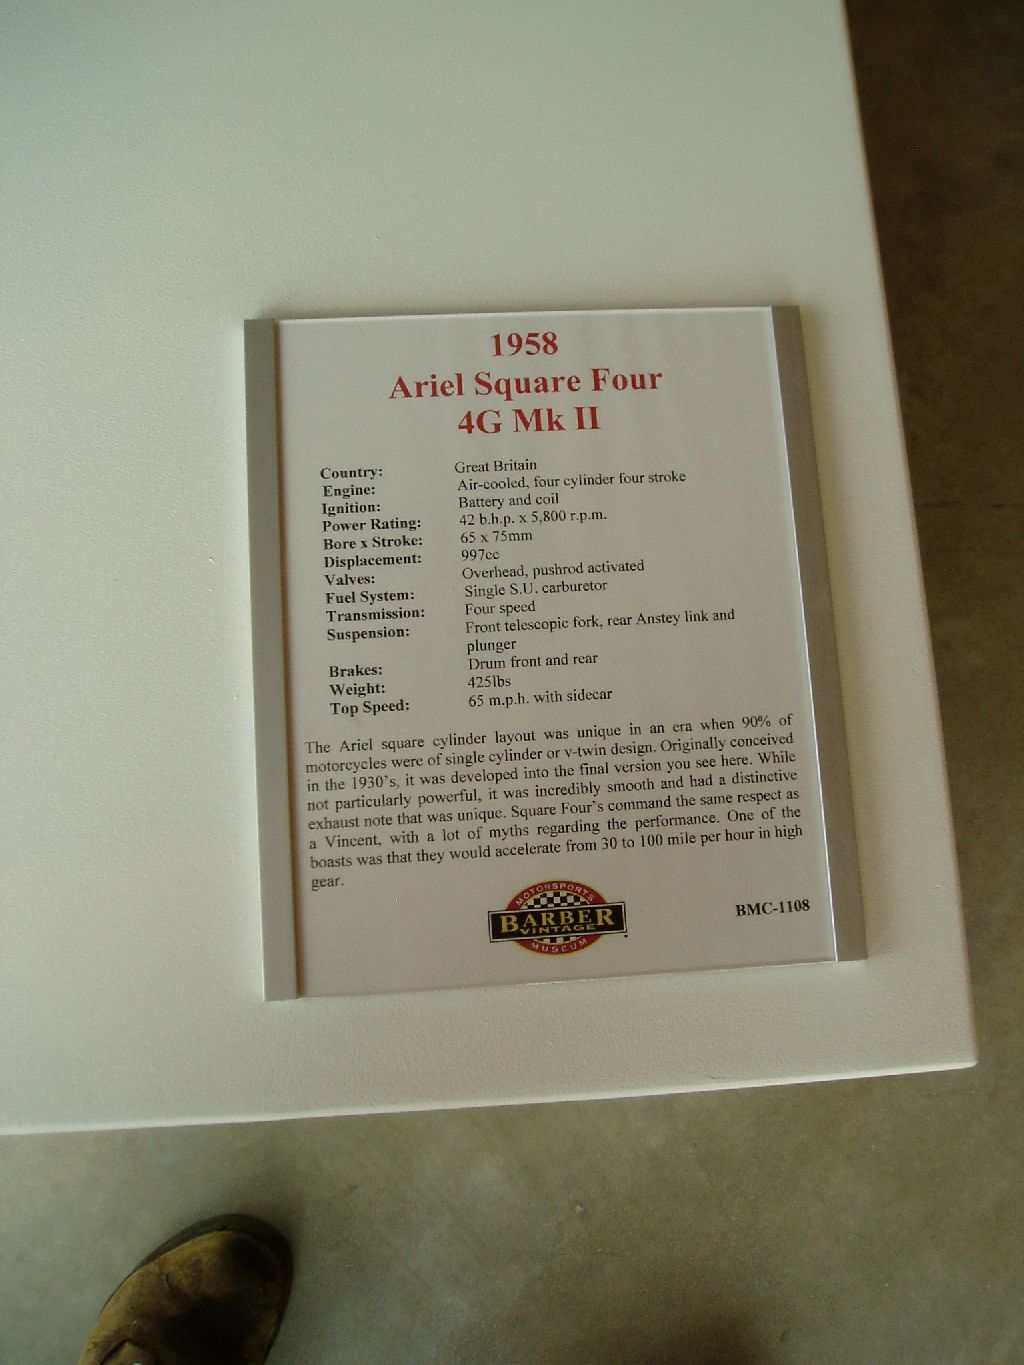 1958
Ariel Square Four
4G Mk II
Country: Great Britain
Engine: Air-cooled, four cylinder four stroke
Ignition: Battery and coil
Power Rating: 42 b.h.p. x 5,800 r.p.m.
Bore x Stroke: 65 x 75mm
Displacement: 997cc
Valves: Overhead, pushrod activated
Fuel System: Single S.U. carburetor
Transmission: Four speed
Suspension: Front telescopic fork, rear Anstey link and
plunger
Brakes: Drum front and rear
Weight: 425lbs
Top Speed: 65 m.p.h. with sidecar
The Ariel square cylinder layout was unique in an era when 90% of
motorcycles were of single cylinder or v-twin design. Originally conceived
in the 1930's, it was developed into the final version you see here. While
not particularly powerful, it was incredibly smooth and had a distinctive
exhaust note that was unique. Square Four's command the same respect as
a Vincent, with a lot of myths regarding the performance. One of the
boasts was that they would accelerate from 30 to 100 mile per hour in high
gear.
MOTORSPORTS
BARBER
VINTAGE
MUSEUM
BMC-1108